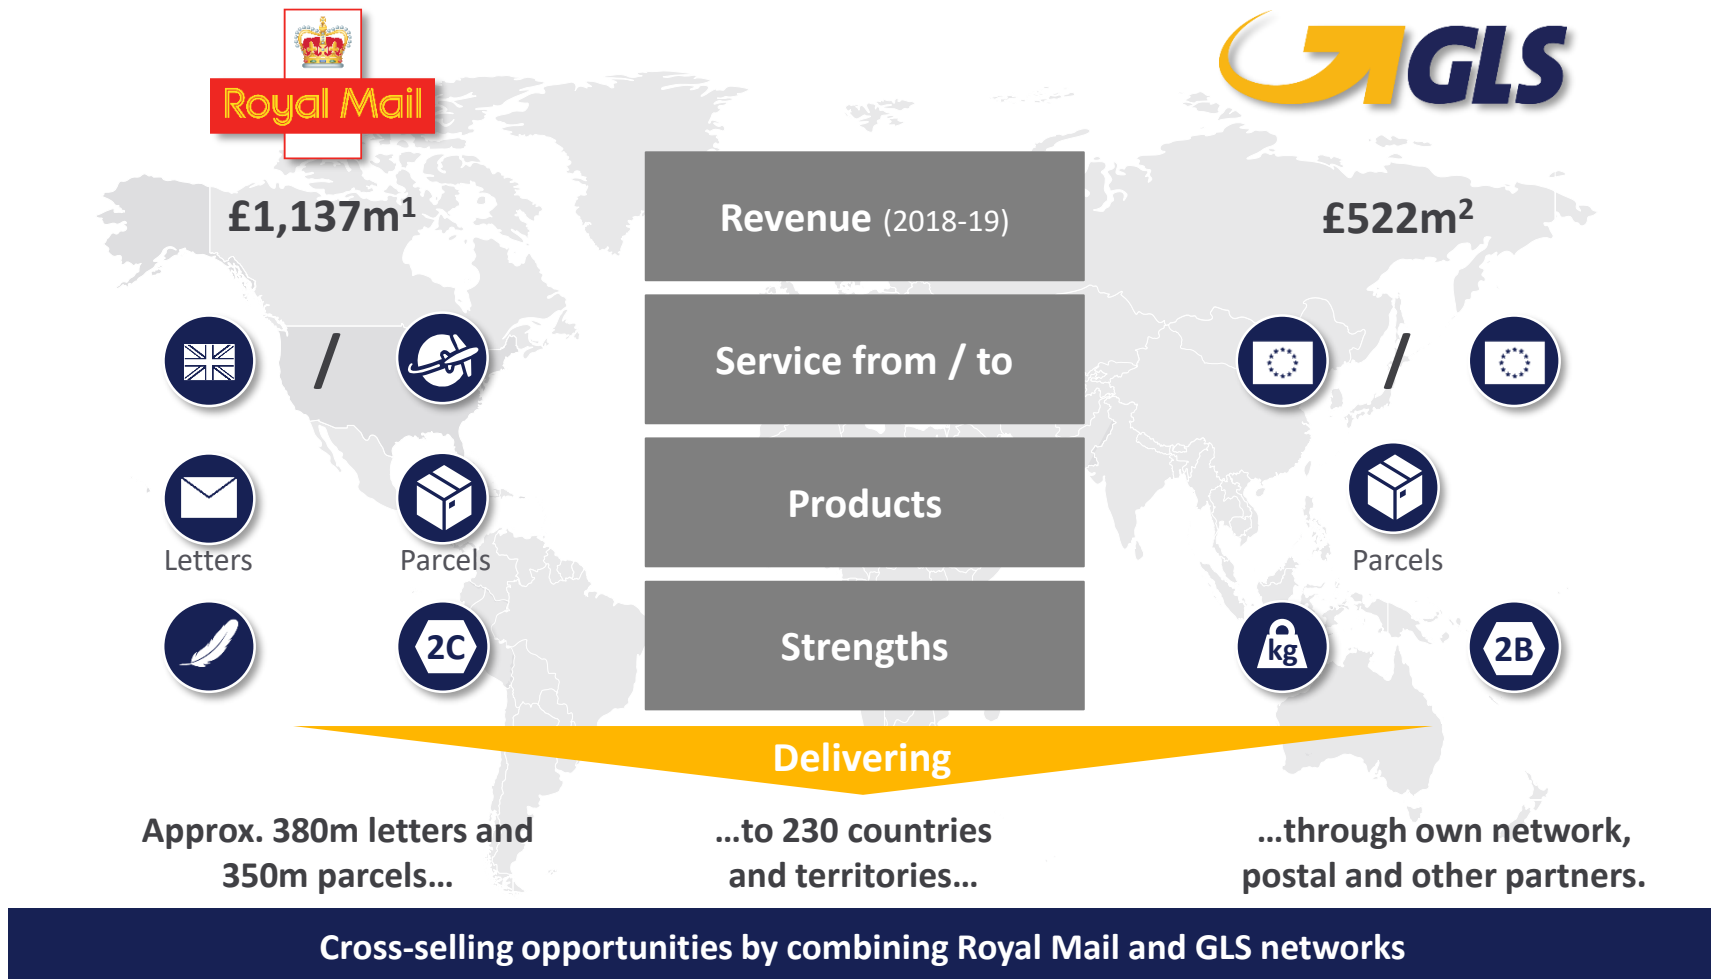 Royal Mail
GLS
£1,137m1
Revenue (2018-19)
£522m2
/
Service from / to
/
Products
Letters
Parcels
Parcels
2C
Strengths
kg
2B
Delivering
Approx. 380m letters and
350m parcels…
…to 230 countries
and territories…
…through own network,
postal and other partners.
Cross-selling opportunities by combining Royal Mail and GLS networks